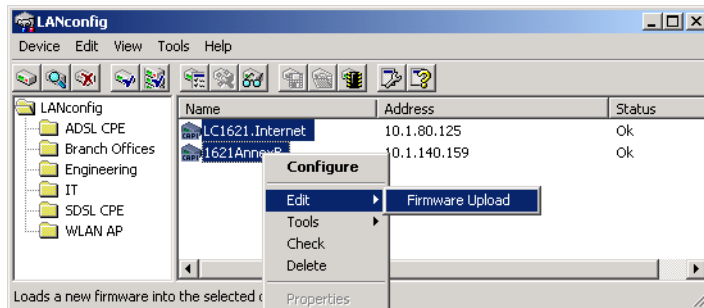 LANconfig
Device Edit View Tools Help
LANconfig
ADSL CPE
Branch Offices
Engineering
IT
SDSL CPE
WLAN AP
Name Address Status
LC1621.Internet 10.1.80.125 Ok
1621AnnexB 10.1.140.159 Ok
Configure
Edit Firmware Upload
Tools
Check
Delete
Properties
Loads a new firmware into the selected